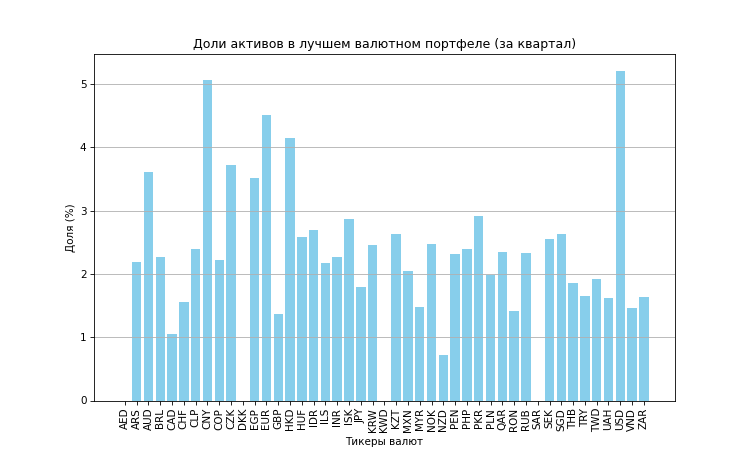 Доли активов в лучшем валютном портфеле (за квартал)
Доля (%)
5
4
3
2
1
0
AED ARS AUD BRL CAD CHF CLP CNY COP CZK DKK EGP EUR GBP HKD HUF IDR ILS INR ISK JPY KRW KWD KZT MXN MYR NOK NZD PEN PHP PKR PLN QAR RON RUB SAR SEK SGD THB TRY TWD UAH USD VND ZAR
Тикеры валют